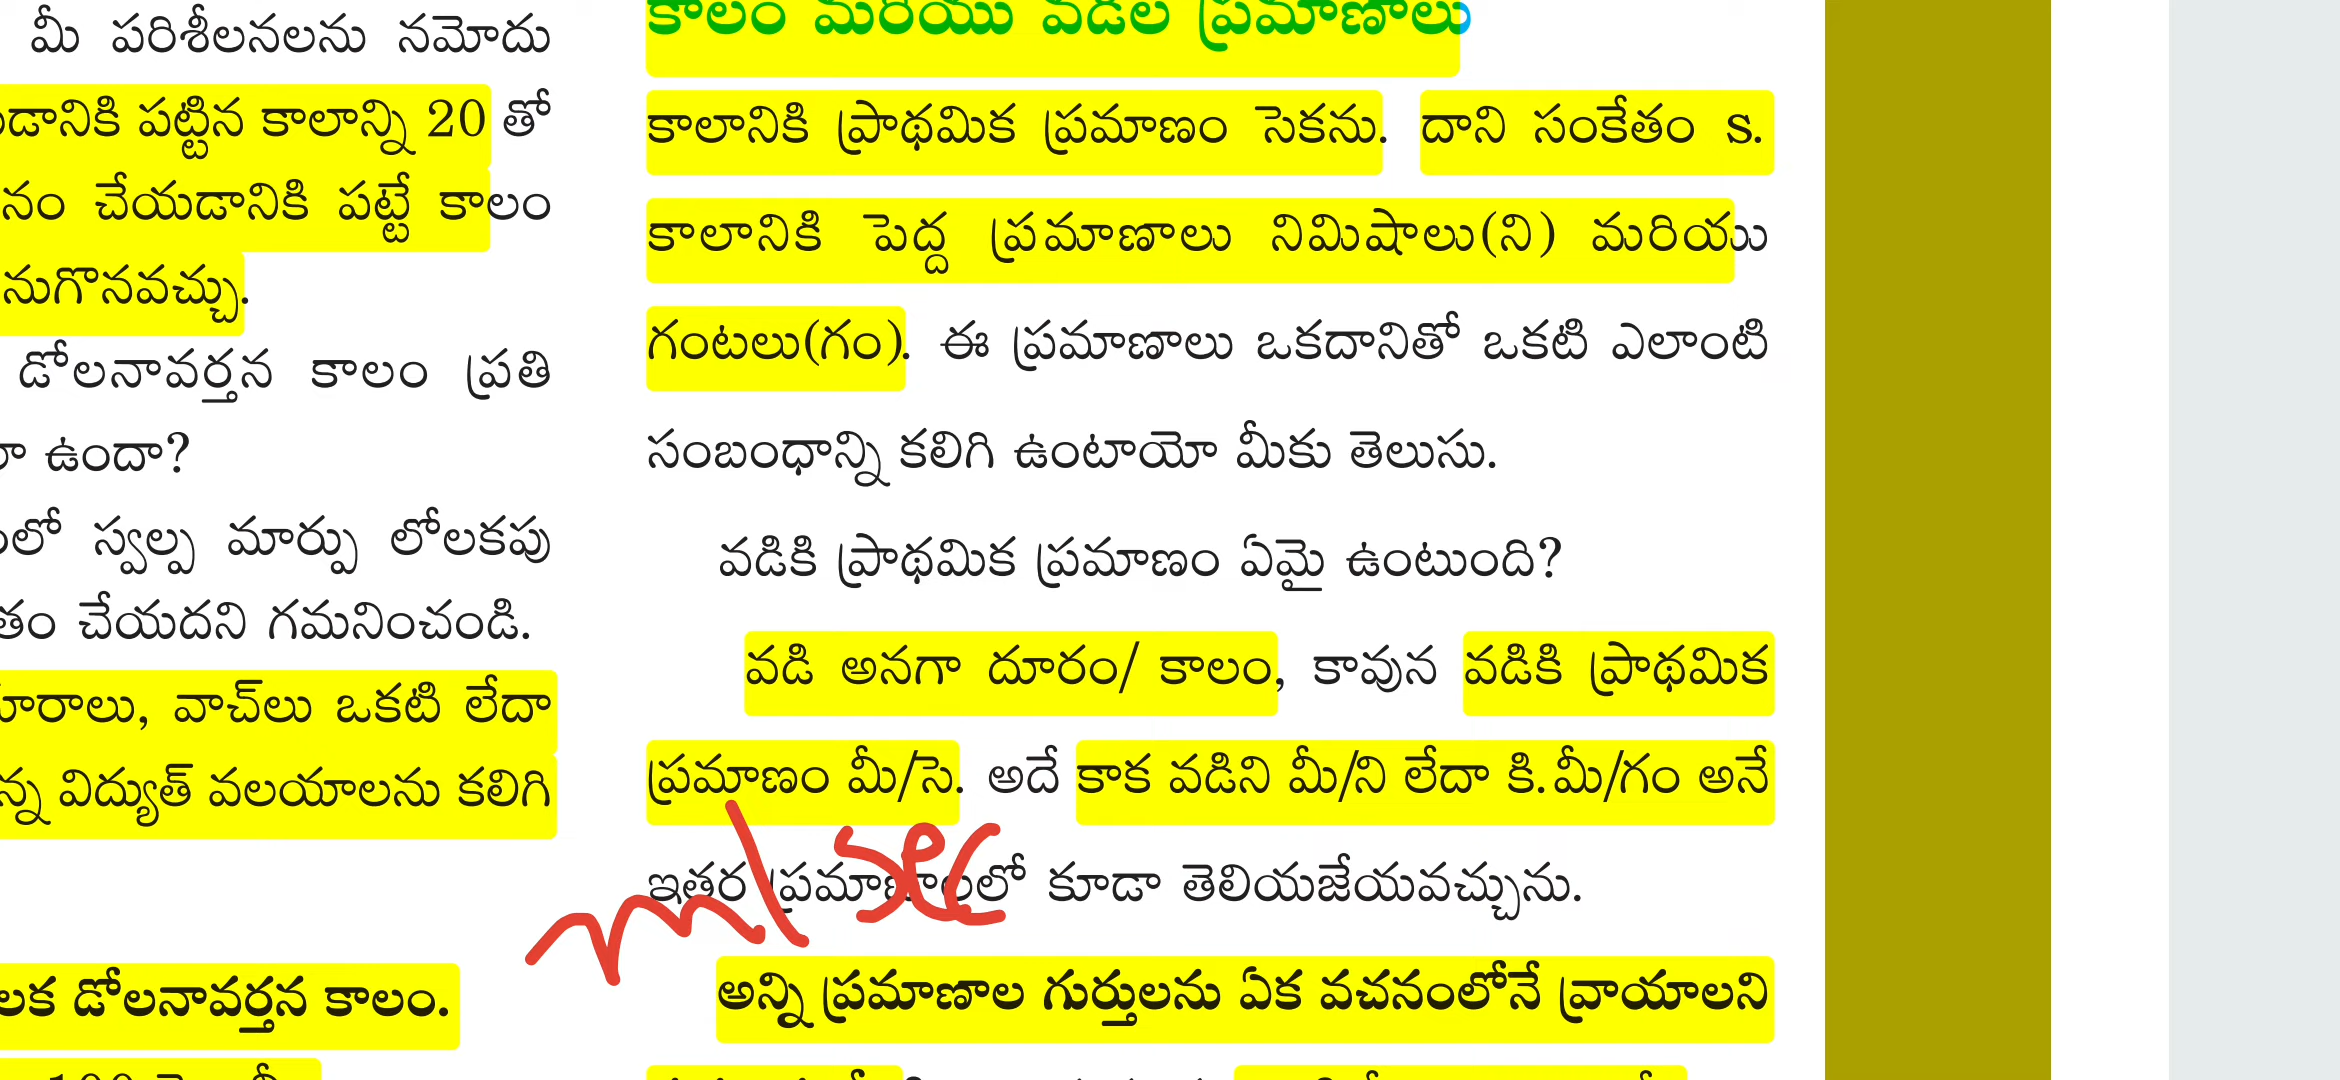 మీ పరిశీలనలను నమోదు
డానికి పట్టిన కాలాన్ని 20 తో
నం చేయడానికి పట్టే కాలం
నుగొనవచ్చు.
డోలనావర్తన కాలం ప్రతి
ఉందా?
లో స్వల్ప మార్పు లోలకపు
తం చేయదని గమనించండి.
రాలు, వాచ్‌లు ఒకటి లేదా
న్న విద్యుత్ వలయాలను కలిగి
లక డోలనావర్తన కాలం.
కాలం మరియు వడిల ప్రమాణాలు
కాలానికి ప్రాథమిక ప్రమాణం సెకను. దాని సంకేతం s.
కాలానికి పెద్ద ప్రమాణాలు నిమిషాలు(ని) మరియు
గంటలు(గం). ఈ ప్రమాణాలు ఒకదానితో ఒకటి ఎలాంటి
సంబంధాన్ని కలిగి ఉంటాయో మీకు తెలుసు.
వడికి ప్రాథమిక ప్రమాణం ఏమై ఉంటుంది?
వడి అనగా దూరం/ కాలం, కావున వడికి ప్రాథమిక
ప్రమాణం మీ/సె. అదే కాక వడిని మీ/ని లేదా కి.మీ/గం అనే
ఇతర ప్రమాణాలలో కూడా తెలియజేయవచ్చును.
m/sec
అన్ని ప్రమాణాల గుర్తులను ఏక వచనంలోనే వ్రాయాలని